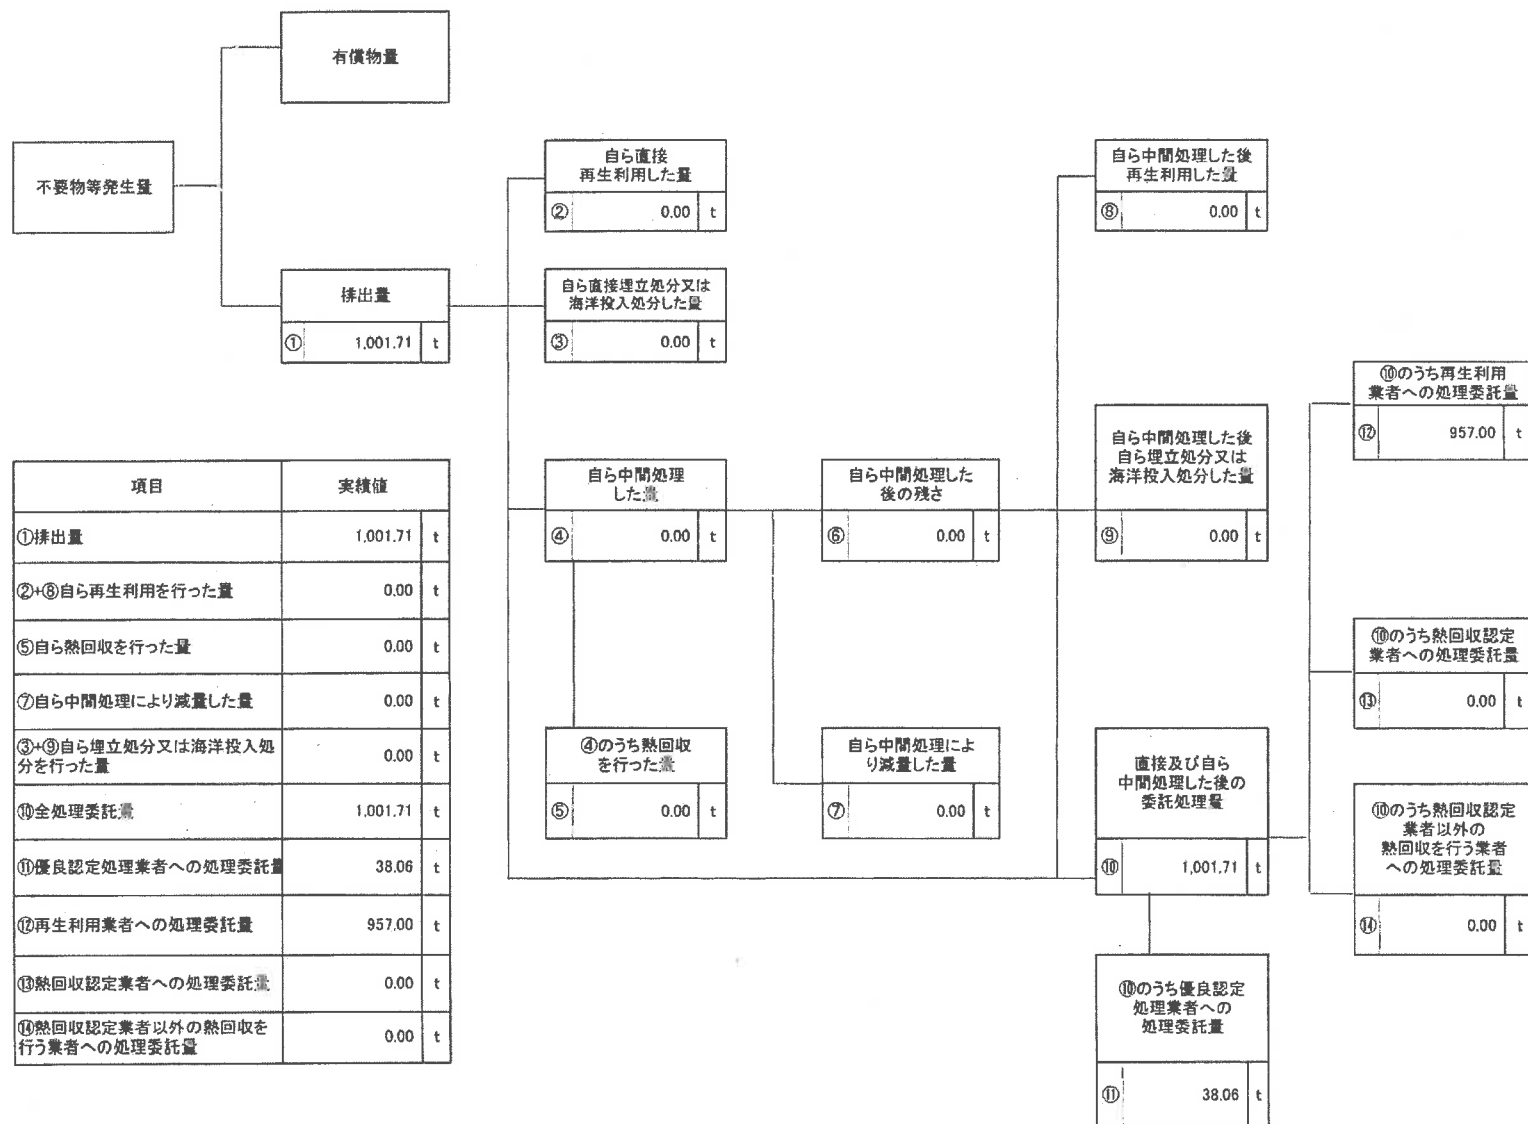 有償物量
不要物等発生量
排出量
① 1,001.71 t
自ら直接
再生利用した量
② 0.00 t
自ら直接埋立処分又は
海洋投入処分した量
③ 0.00 t
自ら中間処理
した量
④ 0.00 t
④のうち熱回収
を行った量
⑤ 0.00 t
自ら中間処理した
後の残さ
⑥ 0.00 t
自ら中間処理によ
り減量した量
⑦ 0.00 t
自ら中間処理した後
再生利用した量
⑧ 0.00 t
自ら中間処理した後
自ら埋立処分又は
海洋投入処分した量
⑨ 0.00 t
直接及び自ら
中間処理した後の
委託処理量
⑩ 1,001.71 t
⑩のうち優良認定
処理業者への
処理委託量
⑪ 38.06 t
⑩のうち再生利用
業者への処理委託量
⑫ 957.00 t
⑩のうち熱回収認定
業者への処理委託量
⑬ 0.00 t
⑩のうち熱回収認定
業者以外の
熱回収を行う業者
への処理委託量
⑭ 0.00 t
項目 実績値
①排出量 1,001.71 t
②+⑧自ら再生利用を行った量 0.00 t
⑤自ら熱回収を行った量 0.00 t
⑦自ら中間処理により減量した量 0.00 t
③+⑨自ら埋立処分又は海洋投入処
分を行った量 0.00 t
⑩全処理委託量 1,001.71 t
⑪優良認定処理業者への処理委託量 38.06 t
⑫再生利用業者への処理委託量 957.00 t
⑬熱回収認定業者への処理委託量 0.00 t
⑭熱回収認定業者以外の熱回収を
行う業者への処理委託量 0.00 t